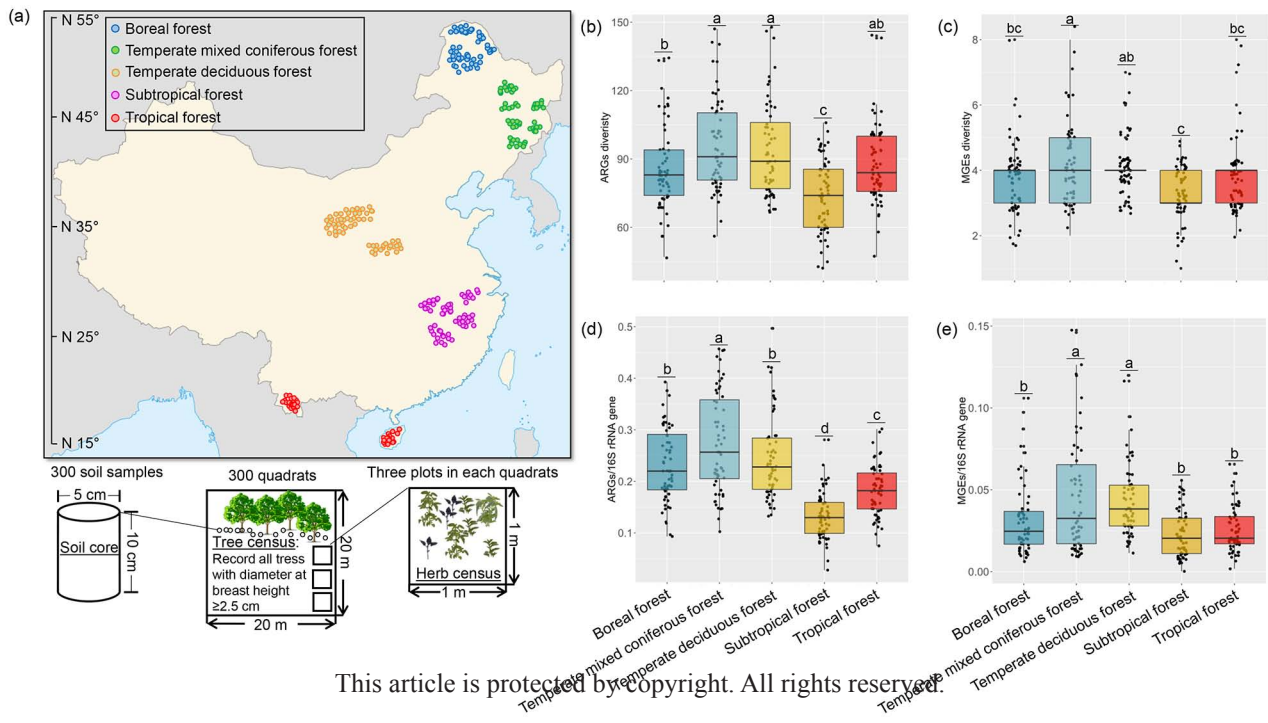 (a)
N 55°
N 45°
N 35°
N 25°
N 15°
Boreal forest
Temperate mixed coniferous forest
Temperate deciduous forest
Subtropical forest
Tropical forest
300 soil samples
5 cm
Soil core
10 cm
300 quadrats
Tree census:
Record all tress
with diameter at
breast height
≥2.5 cm
20 m
20 m
Three plots in each quadrats
Herb census
1 m
1 m
(b)
ARGs diveristy
150
120
90
60
b
a
a
c
ab
(c)
MGEs diveristy
8
6
4
2
bc
a
ab
c
bc
(d)
ARGs/16S rRNA gene
0.5
0.4
0.3
0.2
0.1
b
a
b
d
c
Boreal forest
Temperate mixed coniferous forest
Temperate deciduous forest
Subtropical forest
Tropical forest
(e)
MGEs/16S rRNA gene
0.15
0.10
0.05
0.00
b
a
a
b
b
Boreal forest
Temperate mixed coniferous forest
Temperate deciduous forest
Subtropical forest
Tropical forest
This article is protected by copyright. All rights reserved.